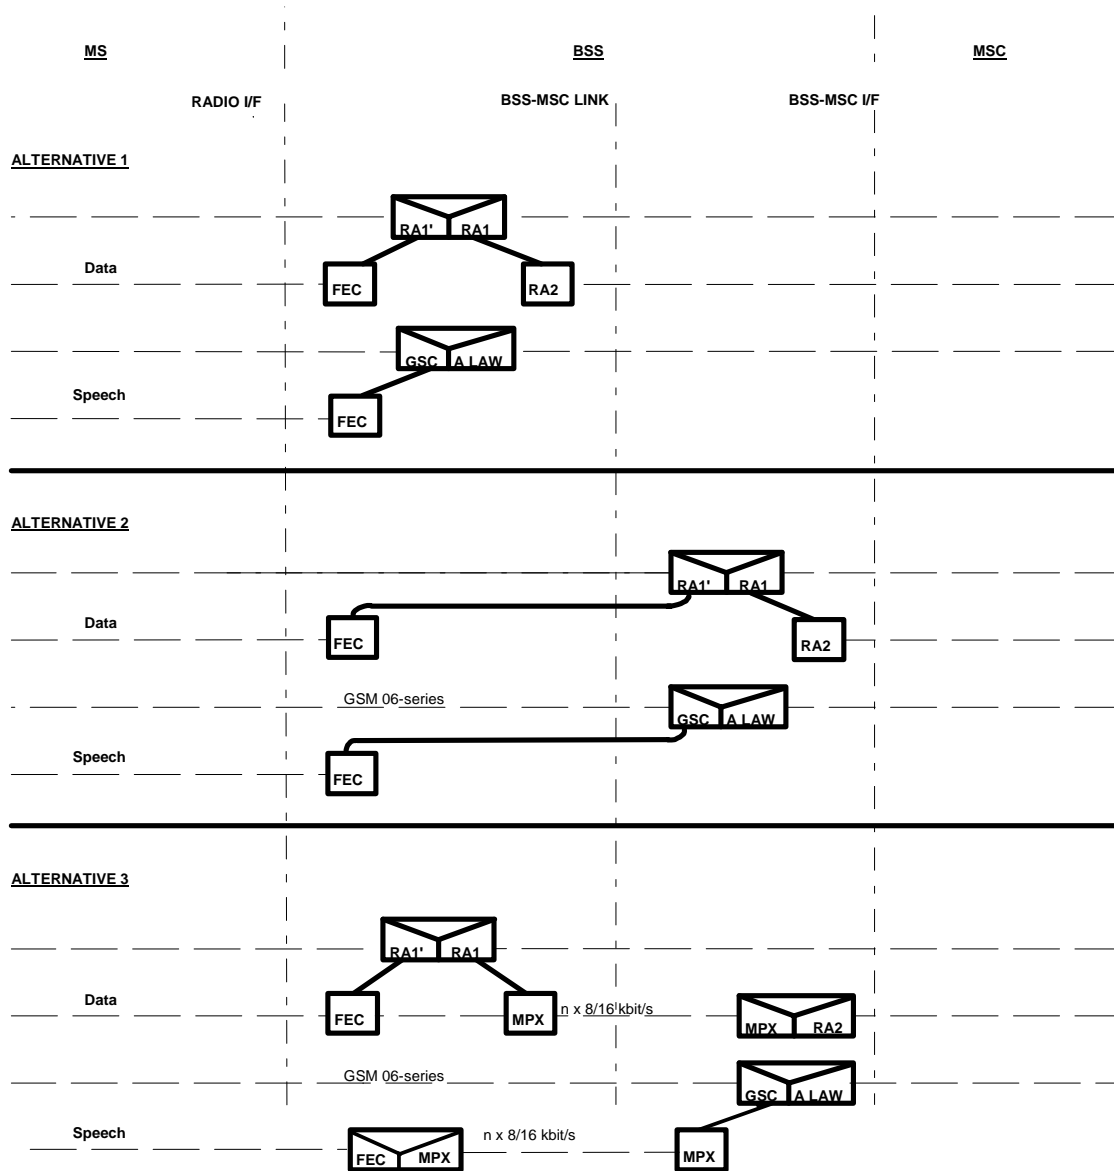 MS BSS MSC
RADIO I/F BSS-MSC LINK BSS-MSC I/F
ALTERNATIVE 1
RA1' RA1
Data
FEC RA2
GSC A LAW
Speech
FEC
ALTERNATIVE 2
RA1' RA1
Data
FEC RA2
GSM 06-series
GSC A LAW
Speech
FEC
ALTERNATIVE 3
RA1' RA1
Data
FEC MPX n x 8/16 kbit/s MPX RA2
GSM 06-series
GSC A LAW
Speech n x 8/16 kbit/s
FEC MPX MPX